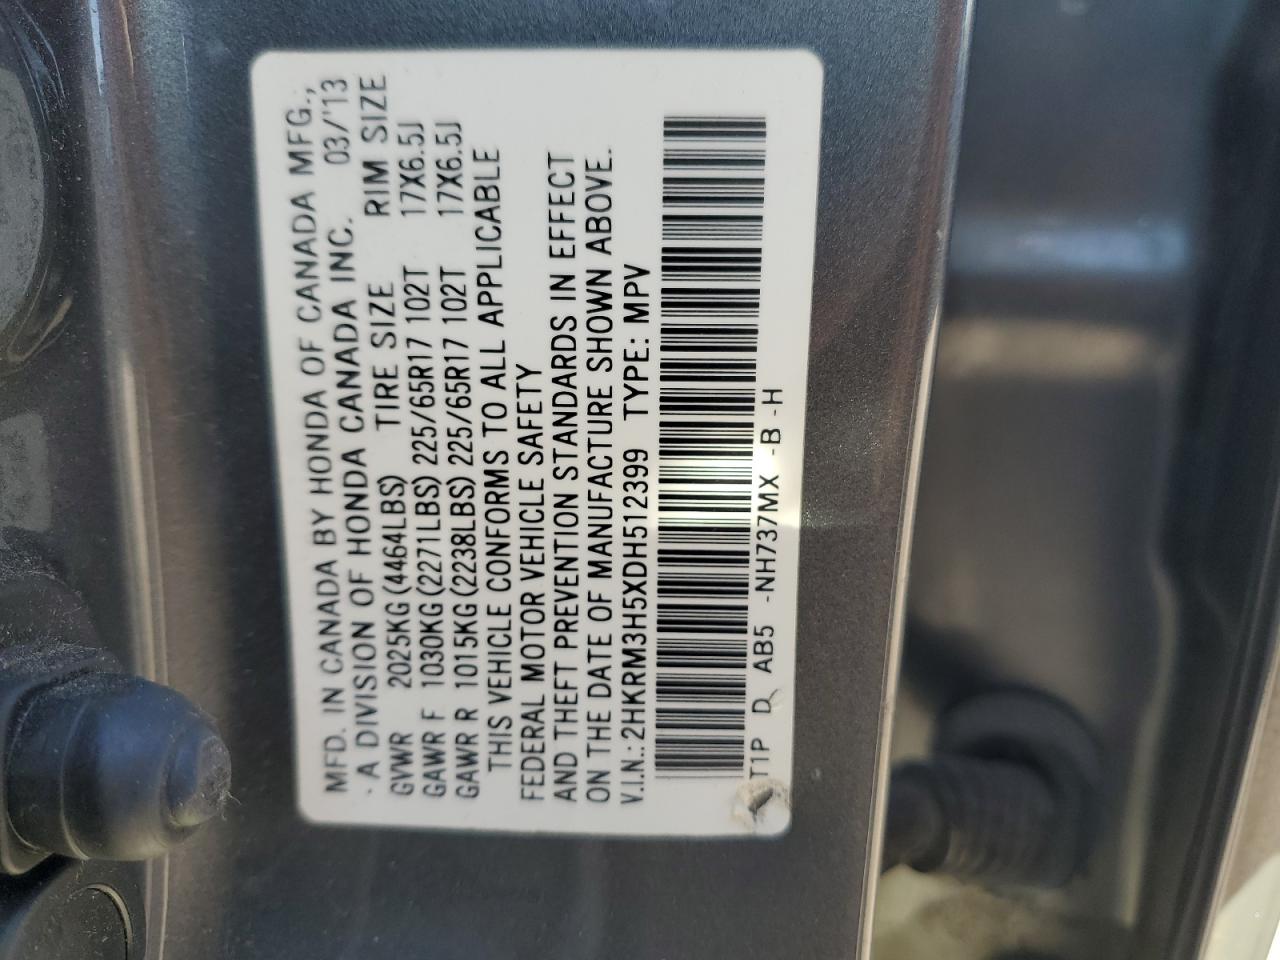 MFD. IN CANADA BY HONDA OF CANADA MFG.,
· A DIVISION OF HONDA CANADA INC. 03/'13
GVWR 2025KG(4464LBS) TIRE SIZE RIM SIZE
GAWR F 1030KG(2271LBS) 225/65R17 102T 17X6.5J
GAWR R 1015KG(2238LBS) 225/65R17 102T 17X6.5J
THIS VEHICLE CONFORMS TO ALL APPLICABLE
FEDERAL MOTOR VEHICLE SAFETY
AND THEFT PREVENTION STANDARDS IN EFFECT
ON THE DATE OF MANUFACTURE SHOWN ABOVE.
V.I.N.: 2HKRM3H5XDH512399 TYPE: MPV
T1P D AB5 -NH737MX -B -H